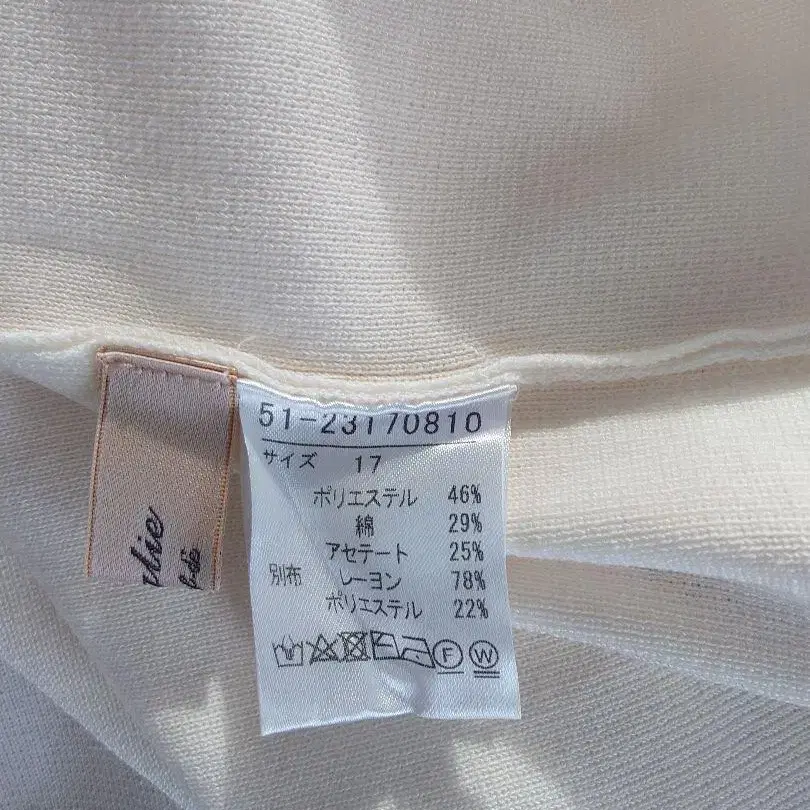 51-23170810
サイズ 17
ポリエステル 46%
綿 29%
アセテート 25%
別布 レーヨン 78%
ポリエステル 22%
F W